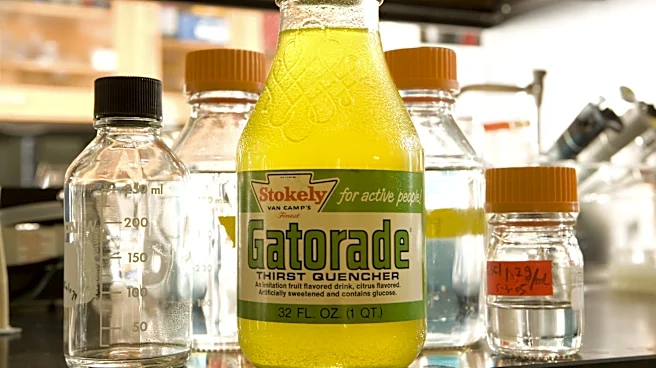 Stokely
VAN CAMP'S
Finest
for active people!
Gatorade
THIRST QUENCHER
An imitation fruit flavored drink, citrus flavored.
Artificially sweetened and contains glucose.
32 FL. OZ. (1 QT.)
250 ml
200
150
100
50